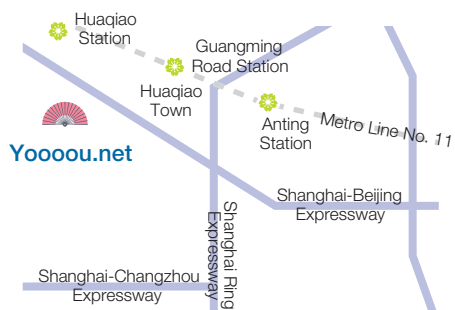 Huaqiao
Station
Guangming
Road Station
Huaqiao
Town
Anting
Station
Metro Line No. 11
Yoooou.net
Shanghai-Beijing
Expressway
Shanghai Ring
Expressway
Shanghai-Changzhou
Expressway